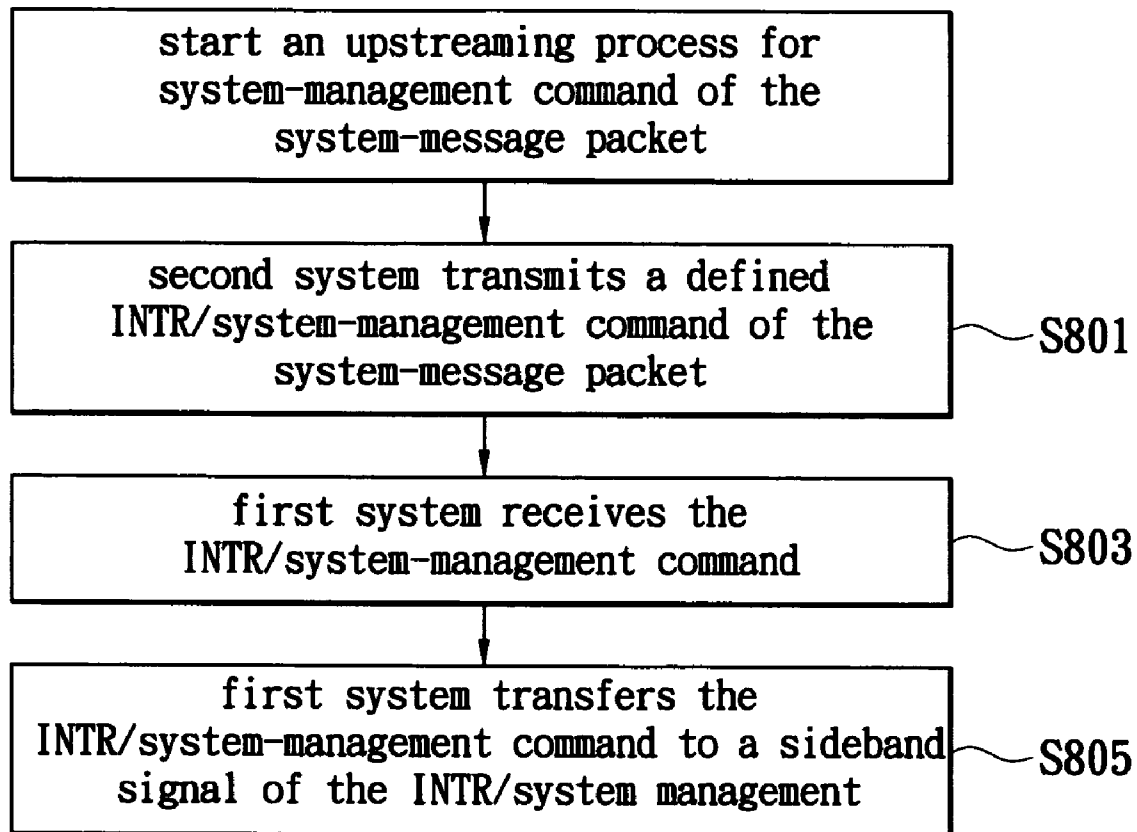 start an upstreaming process for
system-management command of the
system-message packet
second system transmits a defined
INTR/system-management command of the
system-message packet
S801
first system receives the
INTR/system-management command
S803
first system transfers the
INTR/system-management command to a sideband
signal of the INTR/system management
S805